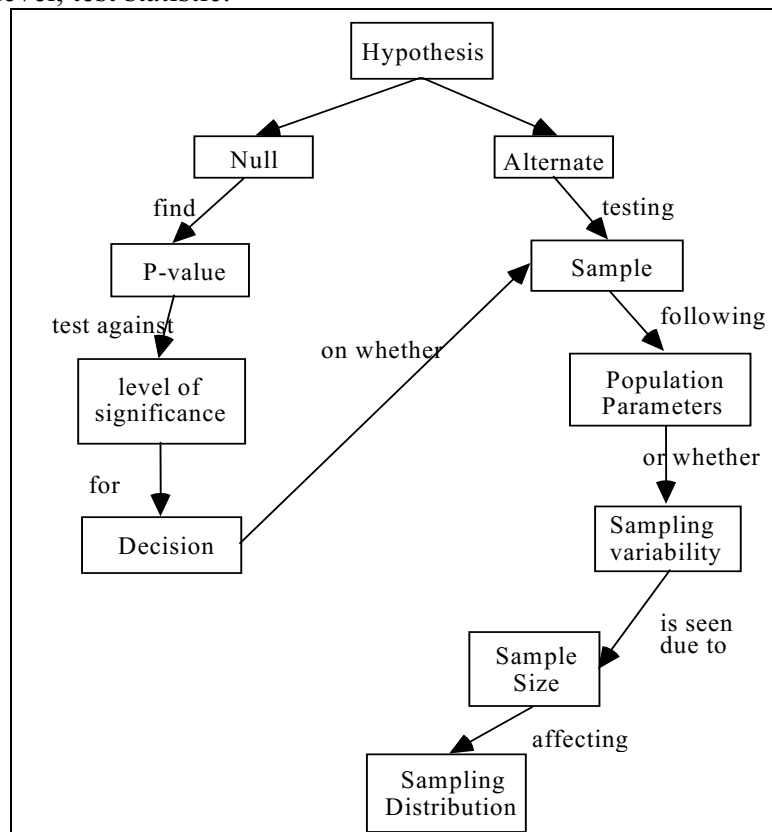 level, test statistic.
Hypothesis
Null
Alternate
find
testing
P-value
Sample
test against
following
on whether
level of
significance
Population
Parameters
or whether
for
Decision
Sampling
variability
is seen
due to
Sample
Size
affecting
Sampling
Distribution